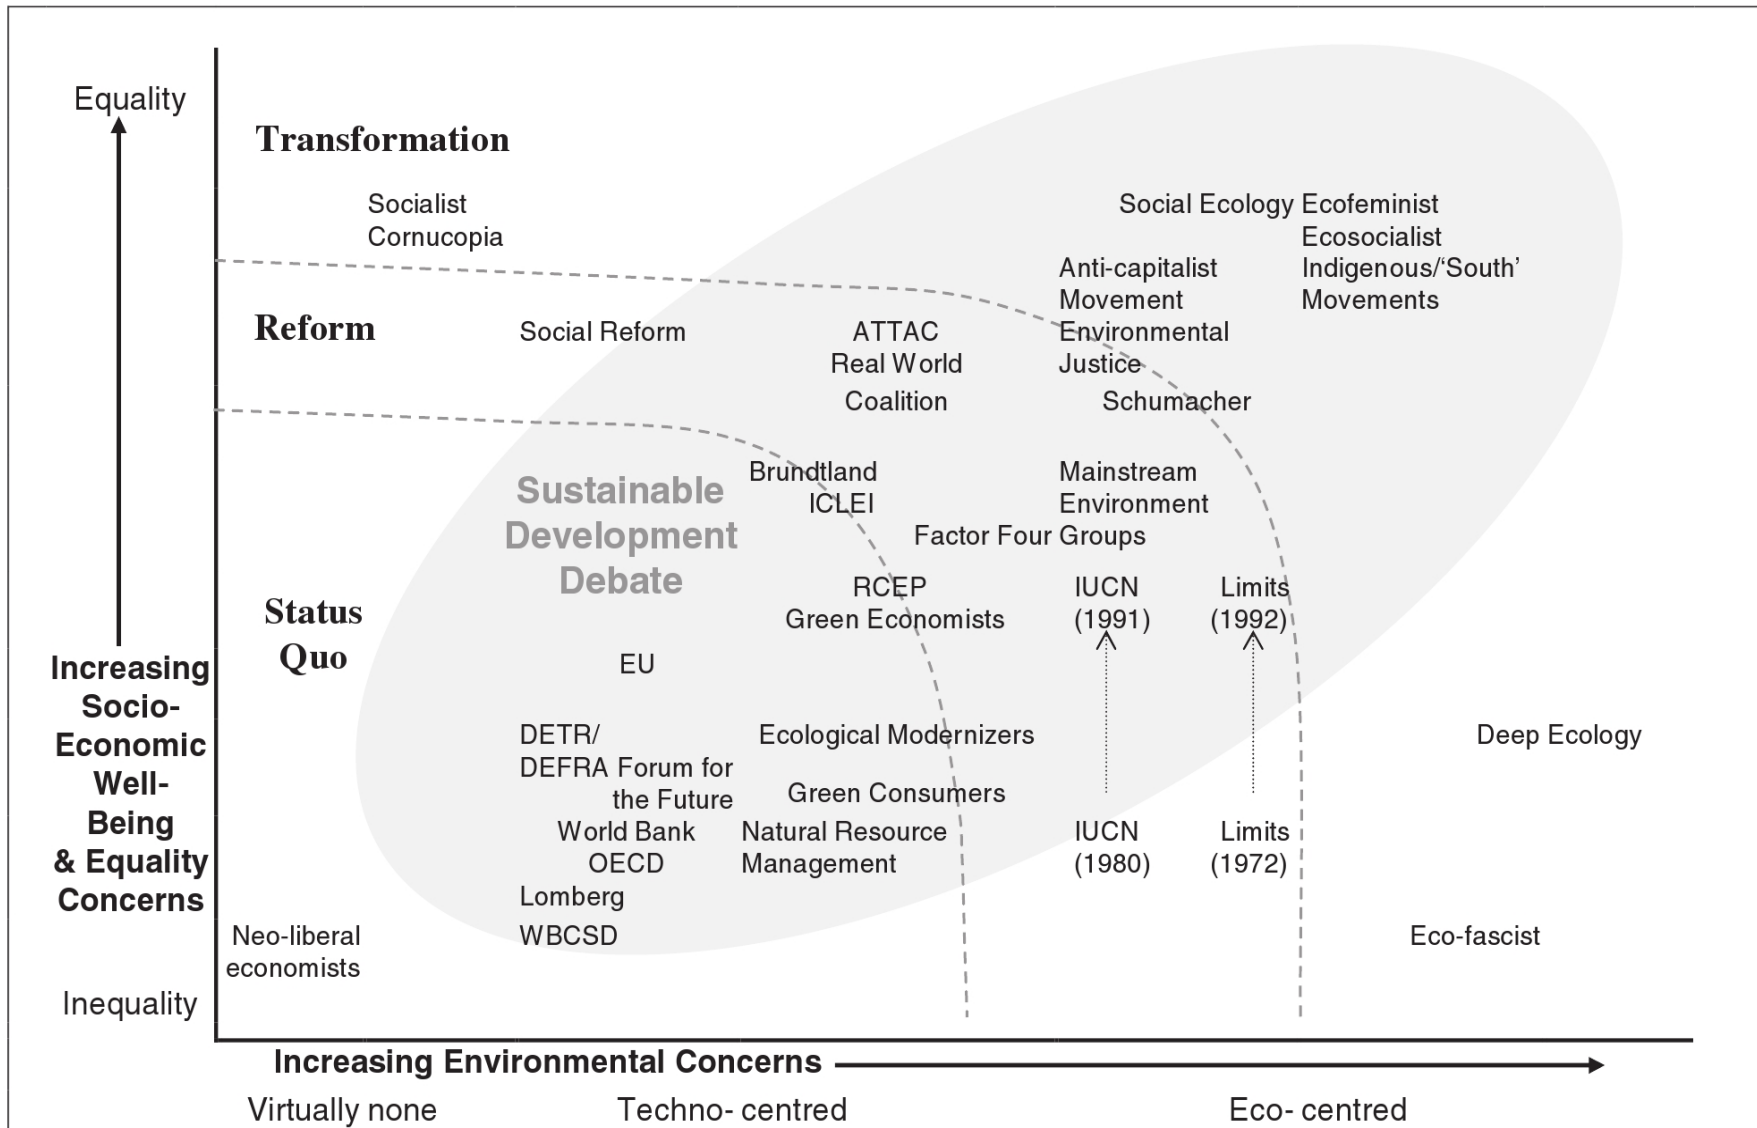 Equality
Transformation
Socialist
Cornucopia
Social Ecology
Ecofeminist
Ecosocialist
Indigenous/‘South’
Movements
Anti-capitalist
Movement
Environmental
Justice
Reform
Social Reform
ATTAC
Real World
Coalition
Schumacher
Sustainable
Development
Debate
Brundtland
ICLEI
Mainstream
Environment
Factor Four Groups
Status
Quo
RCEP
Green Economists
IUCN
(1991)
Limits
(1992)
EU
Increasing
Socio-
Economic
Well-
Being
& Equality
Concerns
DETR/
DEFRA Forum for
the Future
Ecological Modernizers
Deep Ecology
Green Consumers
World Bank
OECD
Natural Resource
Management
IUCN
(1980)
Limits
(1972)
Lomberg
WBCSD
Neo-liberal
economists
Eco-fascist
Inequality
Increasing Environmental Concerns
Virtually none
Techno- centred
Eco- centred